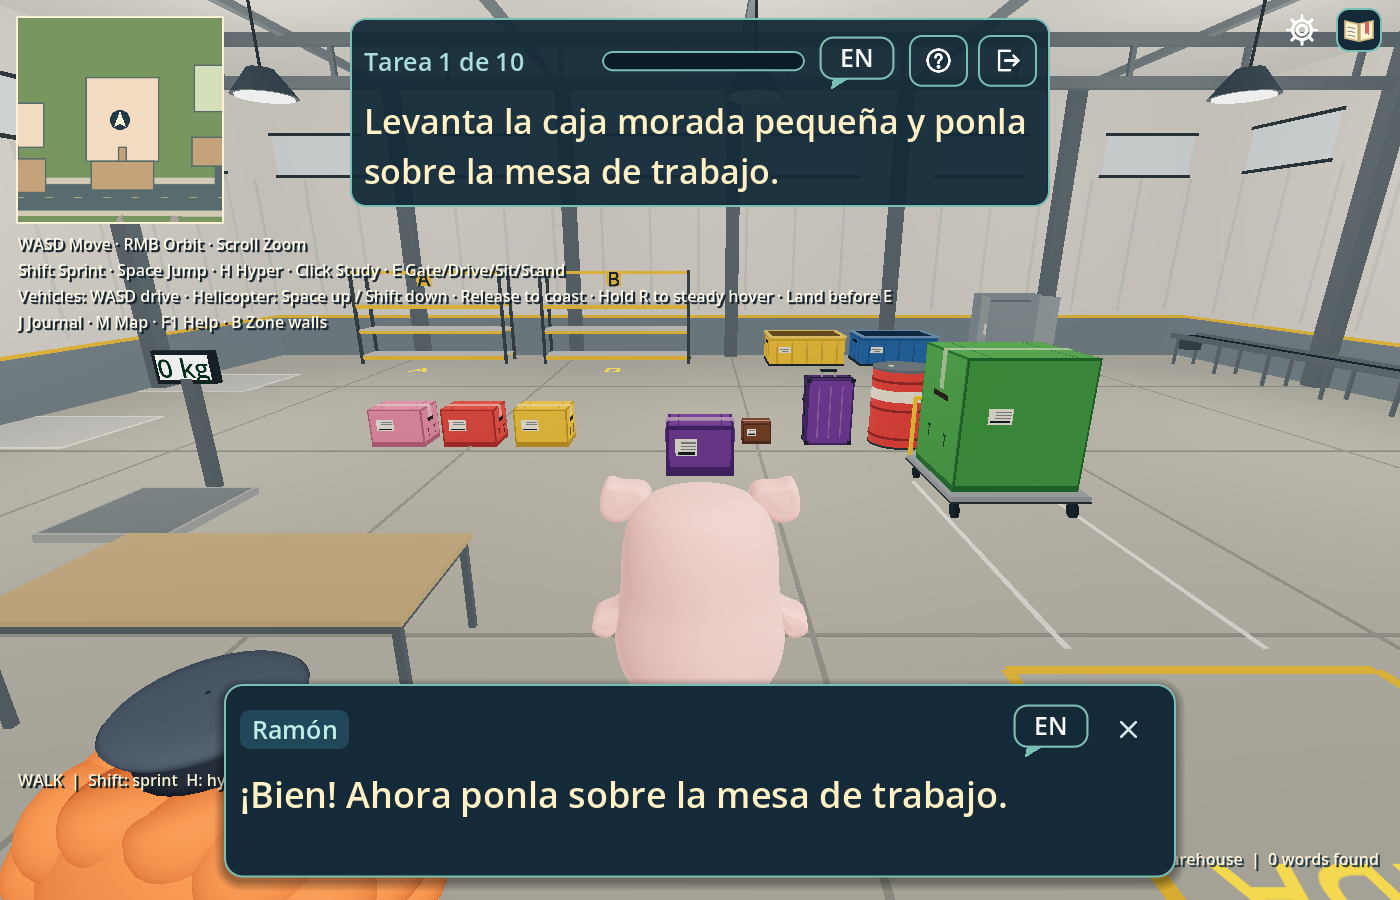 Tarea 1 de 10
EN
Levanta la caja morada pequeña y ponla
sobre la mesa de trabajo.
WASD Move · RMB Orbit · Scroll Zoom
Shift Sprint · Space Jump · H Hyper · Click Study · E Gate/Drive/Sit/Stand
Vehicles: WASD drive · Helicopter: Space up / Shift down · Release to coast · Hold R to steady hover · Land before E
J Journal · M Map · F1 Help · B Zone walls
A
B
0 kg
Ramón
EN
¡Bien! Ahora ponla sobre la mesa de trabajo.
WALK | Shift: sprint H: hy
rehouse | 0 words found